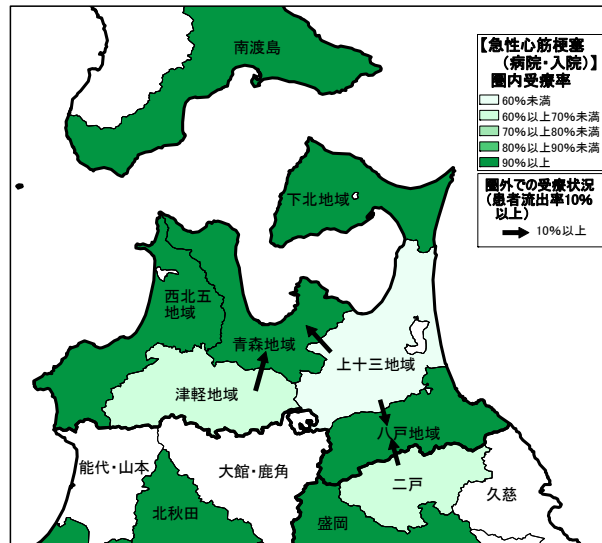 南渡島
【急性心筋梗塞
(病院・入院)】
圏内受療率
60%未満
60%以上70%未満
70%以上80%未満
80%以上90%未満
90%以上
圏外での受療状況
(患者流出率10%
以上)
10%以上
下北地域
西北五
地域
青森地域
上十三地域
津軽地域
八戸地域
能代・山本
大館・鹿角
二戸
久慈
北秋田
盛岡